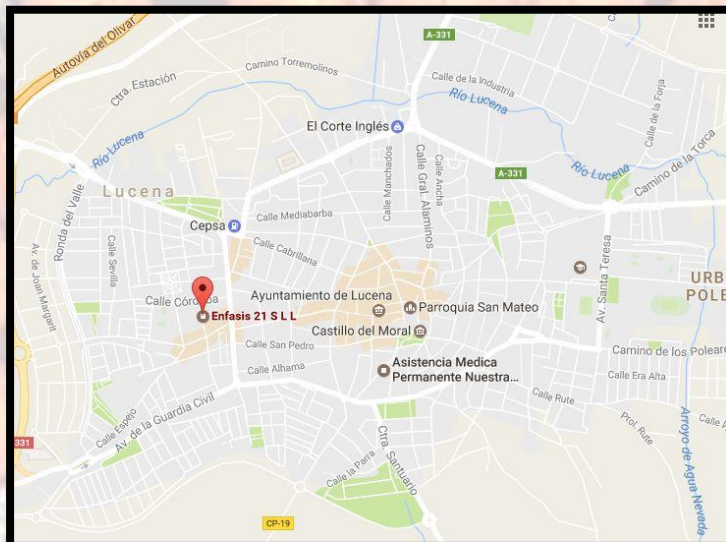 A-331
Autovía del Olivar
Camino Torremolinos
Ctra. Estación
Calle de la Industria
Calle de la Forja
Río Lucena
El Corte Inglés
Río Lucena
Calle Manchados
Calle Gral. Alaminos
Calle Ancha
A-331
Río Lucena
Camino de la Torca
Lucena
Ronda del Valle
Calle Mediabarba
Cepsa
Calle Sevilla
Calle Cabrillana
Av. de Joan Margarit
Av. Santa Teresa
URB
POLE
Calle Córdoba
Ayuntamiento de Lucena
Parroquia San Mateo
Enfasis 21 S L L
Castillo del Moral
Calle San Pedro
Camino de los Poleares
Asistencia Medica
Permanente Nuestra...
Calle Alhama
Calle Era Alta
Calle Rute
Calle Espejo
Av. de la Guardia Civil
Prol. Rute
331
Ctra. Santuario
Calle la Parra
Arroyo de Agua Nevada
CP-19